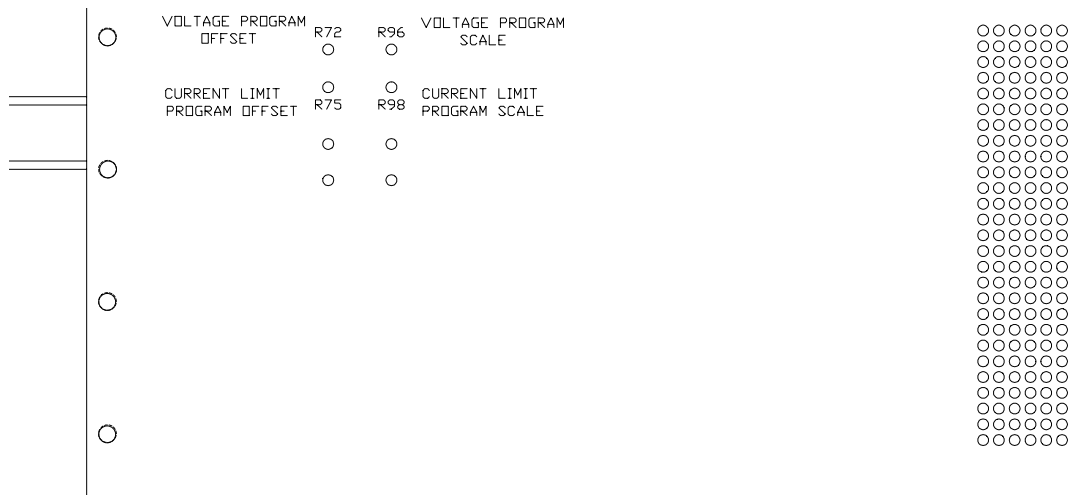 VOLTAGE PROGRAM
OFFSET
R72
R96
VOLTAGE PROGRAM
SCALE
CURRENT LIMIT
PROGRAM OFFSET
R75
R98
CURRENT LIMIT
PROGRAM SCALE